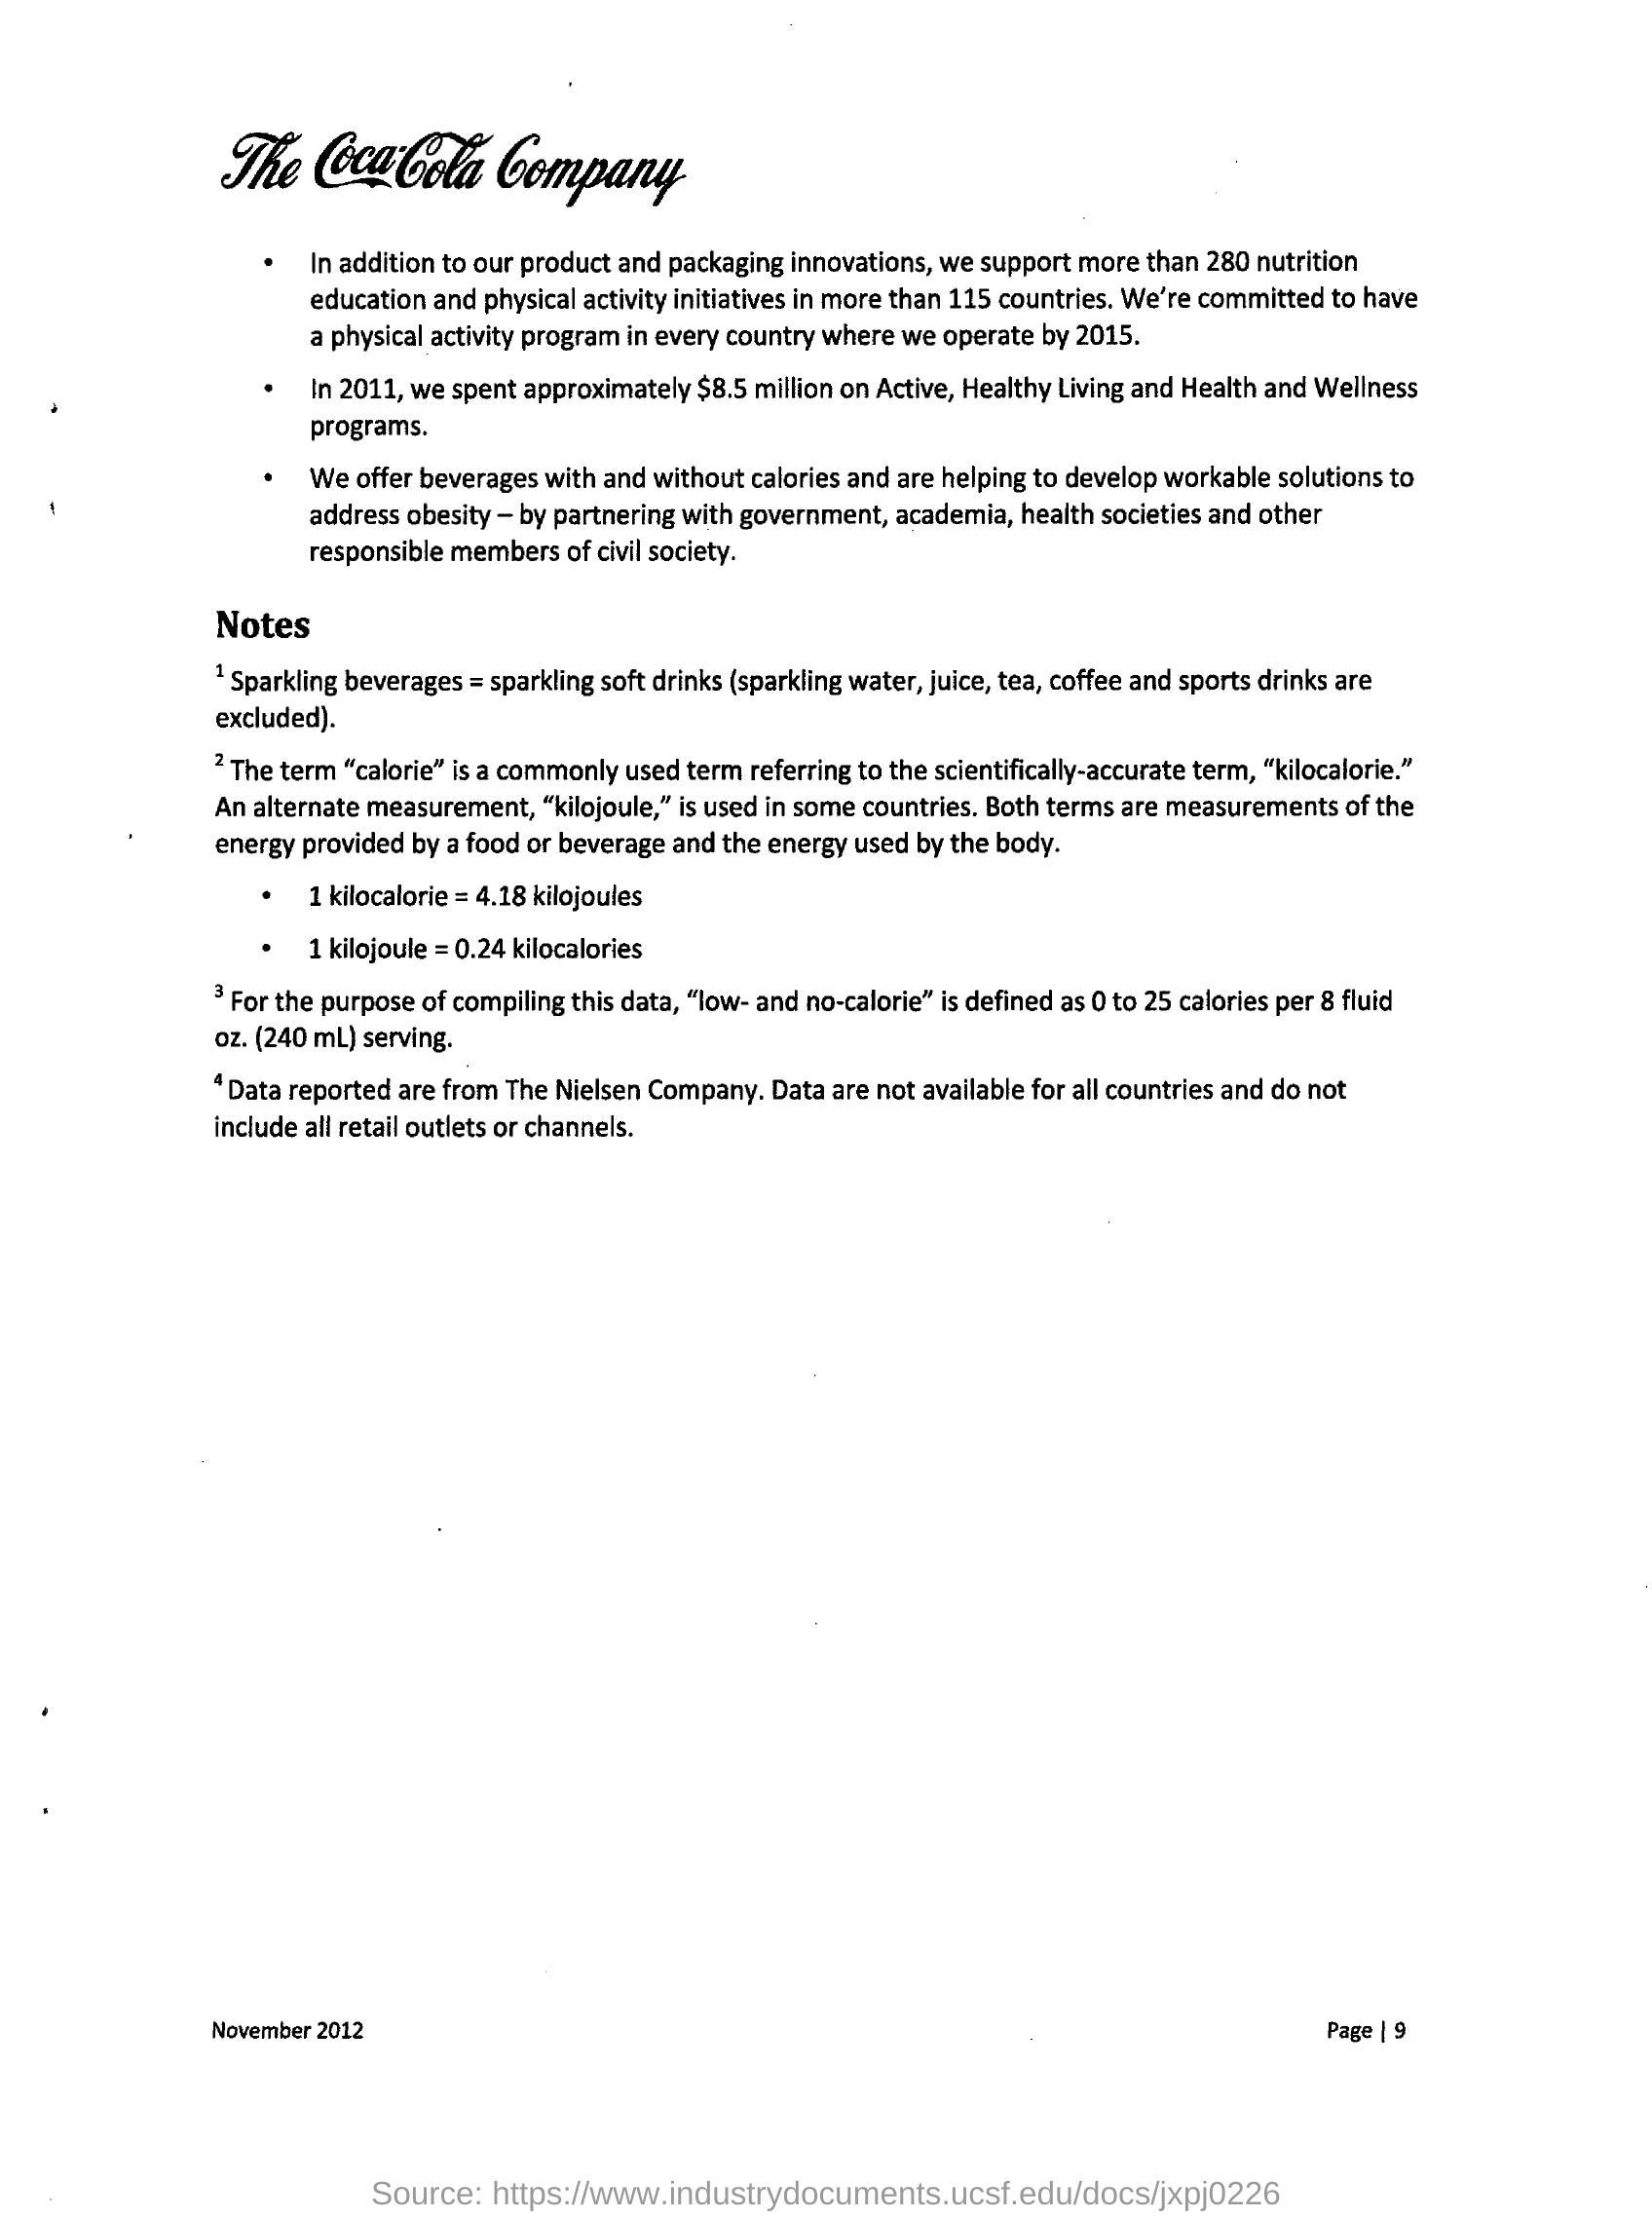 The Coca-Cola Company
• In addition to our product and packaging innovations, we support more than 280 nutrition
education and physical activity initiatives in more than 115 countries. We're committed to have
a physical activity program in every country where we operate by 2015.
• In 2011, we spent approximately $8.5 million on Active, Healthy Living and Health and Wellness
programs.
• We offer beverages with and without calories and are helping to develop workable solutions to
address obesity – by partnering with government, academia, health societies and other
responsible members of civil society.
Notes
1 Sparkling beverages = sparkling soft drinks (sparkling water, juice, tea, coffee and sports drinks are
excluded).
2 The term “calorie” is a commonly used term referring to the scientifically-accurate term, “kilocalorie.”
An alternate measurement, “kilojoule,” is used in some countries. Both terms are measurements of the
energy provided by a food or beverage and the energy used by the body.
• 1 kilocalorie = 4.18 kilojoules
• 1 kilojoule = 0.24 kilocalories
3 For the purpose of compiling this data, “low- and no-calorie” is defined as 0 to 25 calories per 8 fluid
oz. (240 mL) serving.
4 Data reported are from The Nielsen Company. Data are not available for all countries and do not
include all retail outlets or channels.
November 2012 Page | 9
Source: https://www.industrydocuments.ucsf.edu/docs/jxpj0226